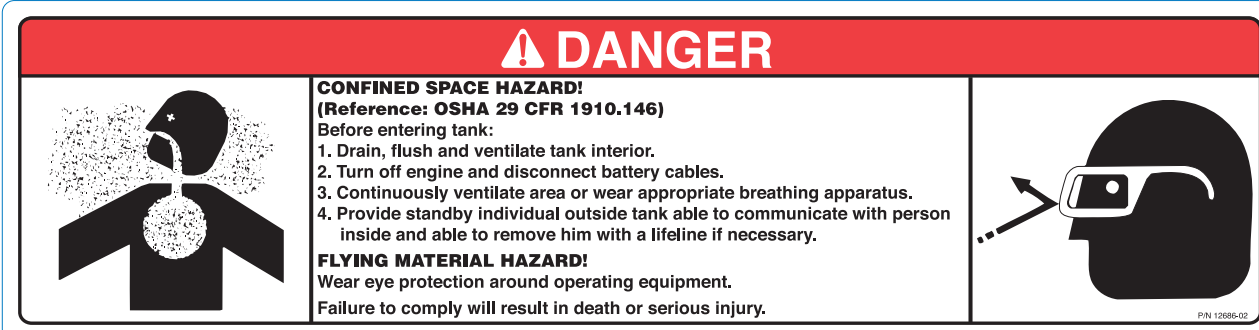 DANGER
CONFINED SPACE HAZARD!
(Reference: OSHA 29 CFR 1910.146)
Before entering tank:
1. Drain, flush and ventilate tank interior.
2. Turn off engine and disconnect battery cables.
3. Continuously ventilate area or wear appropriate breathing apparatus.
4. Provide standby individual outside tank able to communicate with person
inside and able to remove him with a lifeline if necessary.
FLYING MATERIAL HAZARD!
Wear eye protection around operating equipment.
Failure to comply will result in death or serious injury.
P/N 12686-02